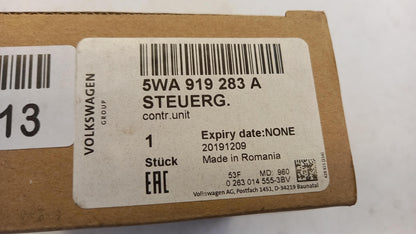 13
VOLKSWAGEN
GROUP
5WA 919 283 A
STEUERG.
contr.unit
1
Stück
Expiry date:NONE
20191209
Made in Romania
EAC
53F MD: 980
0 263 014 555-3BV
Volkswagen AG, Postfach 1451, D-34219 Baunatal